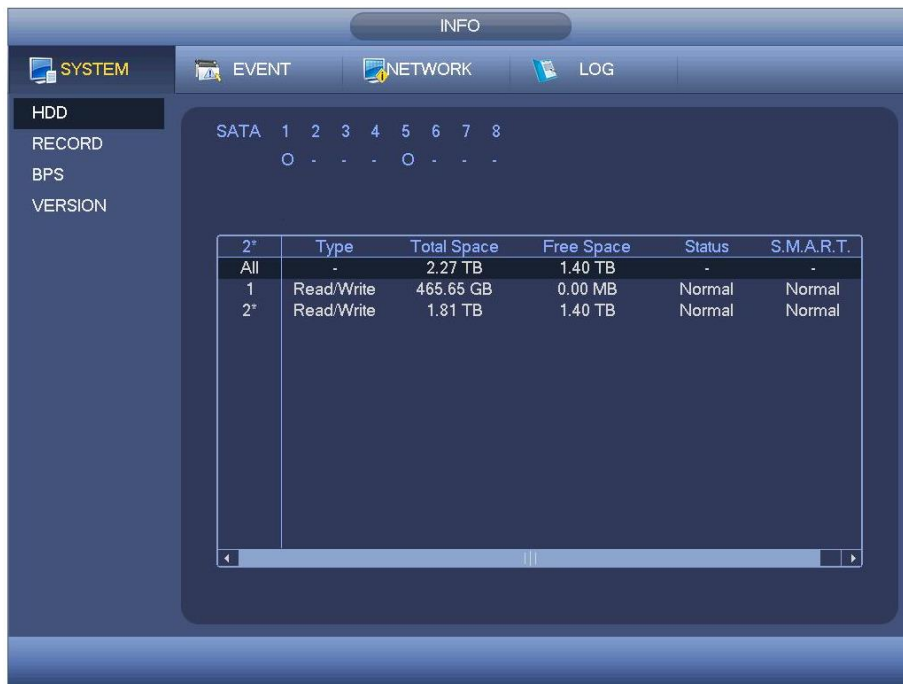 INFO
SYSTEM EVENT NETWORK LOG
HDD
RECORD
BPS
VERSION
SATA 1 2 3 4 5 6 7 8
O - - - O - - -
2* Type Total Space Free Space Status S.M.A.R.T.
All - 2.27 TB 1.40 TB - -
1 Read/Write 465.65 GB 0.00 MB Normal Normal
2* Read/Write 1.81 TB 1.40 TB Normal Normal